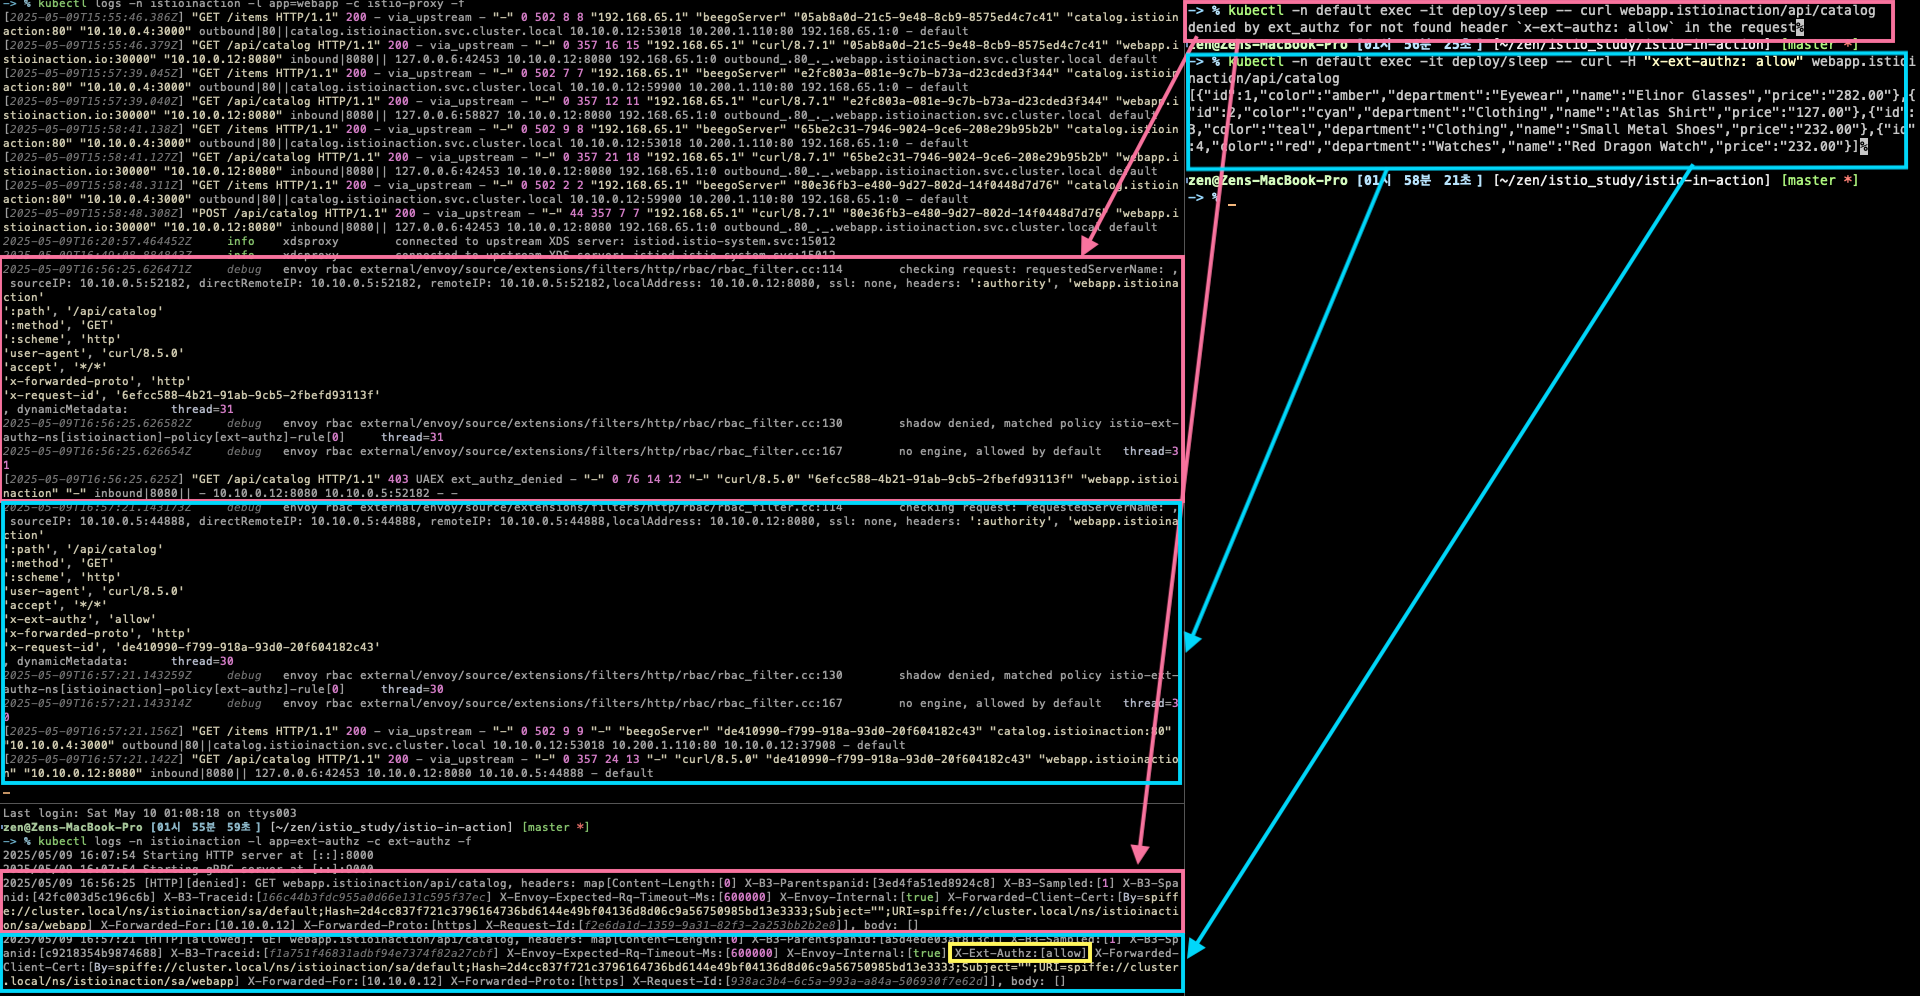 -> % kubectl logs -n istioinaction -l app=webapp -c istio-proxy -f
[2025-05-09T15:55:46.386Z] "GET /items HTTP/1.1" 200 - via_upstream - "-" 0 502 8 8 "192.168.65.1" "beegoServer" "05ab8a0d-21c5-9e48-8cb9-8575ed4c7c41" "catalog.istioin
action:80" "10.10.0.4:3000" outbound|80||catalog.istioinaction.svc.cluster.local 10.10.0.12:53018 10.200.1.110:80 192.168.65.1:0 - default
[2025-05-09T15:55:46.379Z] "GET /api/catalog HTTP/1.1" 200 - via_upstream - "-" 0 357 16 15 "192.168.65.1" "curl/8.7.1" "05ab8a0d-21c5-9e48-8cb9-8575ed4c7c41" "webapp.i
stioinaction.io:30000" "10.10.0.12:8080" inbound|8080|| 127.0.0.6:42453 10.10.0.12:8080 192.168.65.1:0 outbound_.80_._.webapp.istioinaction.svc.cluster.local default
[2025-05-09T15:57:39.045Z] "GET /items HTTP/1.1" 200 - via_upstream - "-" 0 502 7 7 "192.168.65.1" "beegoServer" "e2fc803a-081e-9c7b-b73a-d23cded3f344" "catalog.istioin
action:80" "10.10.0.4:3000" outbound|80||catalog.istioinaction.svc.cluster.local 10.10.0.12:59900 10.200.1.110:80 192.168.65.1:0 - default
[2025-05-09T15:57:39.040Z] "GET /api/catalog HTTP/1.1" 200 - via_upstream - "-" 0 357 12 11 "192.168.65.1" "curl/8.7.1" "e2fc803a-081e-9c7b-b73a-d23cded3f344" "webapp.i
stioinaction.io:30000" "10.10.0.12:8080" inbound|8080|| 127.0.0.6:58827 10.10.0.12:8080 192.168.65.1:0 outbound_.80_._.webapp.istioinaction.svc.cluster.local default
[2025-05-09T15:58:41.138Z] "GET /items HTTP/1.1" 200 - via_upstream - "-" 0 502 9 8 "192.168.65.1" "beegoServer" "65be2c31-7946-9024-9ce6-208e29b95b2b" "catalog.istioin
action:80" "10.10.0.4:3000" outbound|80||catalog.istioinaction.svc.cluster.local 10.10.0.12:53018 10.200.1.110:80 192.168.65.1:0 - default
[2025-05-09T15:58:41.127Z] "GET /api/catalog HTTP/1.1" 200 - via_upstream - "-" 0 357 21 18 "192.168.65.1" "curl/8.7.1" "65be2c31-7946-9024-9ce6-208e29b95b2b" "webapp.i
stioinaction.io:30000" "10.10.0.12:8080" inbound|8080|| 127.0.0.6:42453 10.10.0.12:8080 192.168.65.1:0 outbound_.80_._.webapp.istioinaction.svc.cluster.local default
[2025-05-09T15:58:48.311Z] "GET /items HTTP/1.1" 200 - via_upstream - "-" 0 502 2 2 "192.168.65.1" "beegoServer" "80e36fb3-e480-9d27-802d-14f0448d7d76" "catalog.istioin
action:80" "10.10.0.4:3000" outbound|80||catalog.istioinaction.svc.cluster.local 10.10.0.12:59900 10.200.1.110:80 192.168.65.1:0 - default
[2025-05-09T15:58:48.308Z] "POST /api/catalog HTTP/1.1" 200 - via_upstream - "-" 44 357 7 7 "192.168.65.1" "curl/8.7.1" "80e36fb3-e480-9d27-802d-14f0448d7d76" "webapp.i
stioinaction.io:30000" "10.10.0.12:8080" inbound|8080|| 127.0.0.6:42453 10.10.0.12:8080 192.168.65.1:0 outbound_.80_._.webapp.istioinaction.svc.cluster.local default
2025-05-09T16:20:57.464452Z info xdsproxy connected to upstream XDS server: istiod.istio-system.svc:15012
2025-05-09T16:49:08.884843Z info xdsproxy connected to upstream XDS server: istiod.istio-system.svc:15012
2025-05-09T16:56:25.626471Z debug envoy rbac external/envoy/source/extensions/filters/http/rbac/rbac_filter.cc:114 checking request: requestedServerName: ,
sourceIP: 10.10.0.5:52182, directRemoteIP: 10.10.0.5:52182, remoteIP: 10.10.0.5:52182,localAddress: 10.10.0.12:8080, ssl: none, headers: ':authority', 'webapp.istioina
ction'
':path', '/api/catalog'
':method', 'GET'
':scheme', 'http'
'user-agent', 'curl/8.5.0'
'accept', '*/*'
'x-forwarded-proto', 'http'
'x-request-id', '6efcc588-4b21-91ab-9cb5-2fbefd93113f'
, dynamicMetadata: thread=31
2025-05-09T16:56:25.626582Z debug envoy rbac external/envoy/source/extensions/filters/http/rbac/rbac_filter.cc:130 shadow denied, matched policy istio-ext-
authz-ns[istioinaction]-policy[ext-authz]-rule[0] thread=31
2025-05-09T16:56:25.626654Z debug envoy rbac external/envoy/source/extensions/filters/http/rbac/rbac_filter.cc:167 no engine, allowed by default thread=3
1
[2025-05-09T16:56:25.625Z] "GET /api/catalog HTTP/1.1" 403 UAEX ext_authz_denied - "-" 0 76 14 12 "-" "curl/8.5.0" "6efcc588-4b21-91ab-9cb5-2fbefd93113f" "webapp.istioi
naction" "-" inbound|8080|| - 10.10.0.12:8080 10.10.0.5:52182 - -
2025-05-09T16:57:21.143173Z debug envoy rbac external/envoy/source/extensions/filters/http/rbac/rbac_filter.cc:114 checking request: requestedServerName: ,
sourceIP: 10.10.0.5:44888, directRemoteIP: 10.10.0.5:44888, remoteIP: 10.10.0.5:44888,localAddress: 10.10.0.12:8080, ssl: none, headers: ':authority', 'webapp.istioina
ction'
':path', '/api/catalog'
':method', 'GET'
':scheme', 'http'
'user-agent', 'curl/8.5.0'
'accept', '*/*'
'x-ext-authz', 'allow'
'x-forwarded-proto', 'http'
'x-request-id', 'de410990-f799-918a-93d0-20f604182c43'
, dynamicMetadata: thread=30
2025-05-09T16:57:21.143259Z debug envoy rbac external/envoy/source/extensions/filters/http/rbac/rbac_filter.cc:130 shadow denied, matched policy istio-ext-
authz-ns[istioinaction]-policy[ext-authz]-rule[0] thread=30
2025-05-09T16:57:21.143314Z debug envoy rbac external/envoy/source/extensions/filters/http/rbac/rbac_filter.cc:167 no engine, allowed by default thread=3
0
[2025-05-09T16:57:21.156Z] "GET /items HTTP/1.1" 200 - via_upstream - "-" 0 502 9 9 "-" "beegoServer" "de410990-f799-918a-93d0-20f604182c43" "catalog.istioinaction:80"
"10.10.0.4:3000" outbound|80||catalog.istioinaction.svc.cluster.local 10.10.0.12:53018 10.200.1.110:80 10.10.0.12:37908 - default
[2025-05-09T16:57:21.142Z] "GET /api/catalog HTTP/1.1" 200 - via_upstream - "-" 0 357 24 13 "-" "curl/8.5.0" "de410990-f799-918a-93d0-20f604182c43" "webapp.istioinactio
n" "10.10.0.12:8080" inbound|8080|| 127.0.0.6:42453 10.10.0.12:8080 10.10.0.5:44888 - default
Last login: Sat May 10 01:08:18 on ttys003
zen@Zens-MacBook-Pro [01시 55분 59초] [~/zen/istio_study/istio-in-action] [master *]
-> % kubectl logs -n istioinaction -l app=ext-authz -c ext-authz -f
2025/05/09 16:07:54 Starting HTTP server at [::]:8000
2025/05/09 16:07:54 Starting gRPC server at [::]:9000
2025/05/09 16:56:25 [HTTP][denied]: GET webapp.istioinaction/api/catalog, headers: map[Content-Length:[0] X-B3-Parentspanid:[3ed4fa51ed8924c8] X-B3-Sampled:[1] X-B3-Spa
nid:[42fc003d5c196c6b] X-B3-Traceid:[166c44b3fdc955a0d66e131c595f37ec] X-Envoy-Expected-Rq-Timeout-Ms:[600000] X-Envoy-Internal:[true] X-Forwarded-Client-Cert:[By=spiff
e://cluster.local/ns/istioinaction/sa/default;Hash=2d4cc837f721c3796164736bd6144e49bf04136d8d06c9a56750985bd13e3333;Subject="";URI=spiffe://cluster.local/ns/istioinacti
on/sa/webapp] X-Forwarded-For:[10.10.0.12] X-Forwarded-Proto:[https] X-Request-Id:[f2e6da1d-1359-9a31-82f3-2a253bb2b2e8]], body: []
2025/05/09 16:57:21 [HTTP][allowed]: GET webapp.istioinaction/api/catalog, headers: map[Content-Length:[0] X-B3-Parentspanid: X-B3-Sampled:[1] X-B3-Sp
anid:[c9218354b9874688] X-B3-Traceid:[f1a751f46831adbf94e7374f82a27cbf] X-Envoy-Expected-Rq-Timeout-Ms:[600000] X-Envoy-Internal:[true] X-Ext-Authz:[allow] X-Forwarded-
Client-Cert:[By=spiffe://cluster.local/ns/istioinaction/sa/default;Hash=2d4cc837f721c3796164736bd6144e49bf04136d8d06c9a56750985bd13e3333;Subject="";URI=spiffe://cluster
.local/ns/istioinaction/sa/webapp] X-Forwarded-For:[10.10.0.12] X-Forwarded-Proto:[https] X-Request-Id:[938ac3b4-6c5a-993a-a84a-506930f7e62d]], body: []
-> % kubectl -n default exec -it deploy/sleep -- curl webapp.istioinaction/api/catalog
denied by ext_authz for not found header `x-ext-authz: allow` in the request%
zen@Zens-MacBook-Pro [01시 56분 25초] [~/zen/istio_study/istio-in-action] [master *]
-> % kubectl -n default exec -it deploy/sleep -- curl -H "x-ext-authz: allow" webapp.istioi
naction/api/catalog
[{"id":1,"color":"amber","department":"Eyewear","name":"Elinor Glasses","price":"282.00"},{
"id":2,"color":"cyan","department":"Clothing","name":"Atlas Shirt","price":"127.00"},{"id":
3,"color":"teal","department":"Clothing","name":"Small Metal Shoes","price":"232.00"},{"id"
:4,"color":"red","department":"Watches","name":"Red Dragon Watch","price":"232.00"}]%
zen@Zens-MacBook-Pro [01시 58분 21초] [~/zen/istio_study/istio-in-action] [master *]
-> %